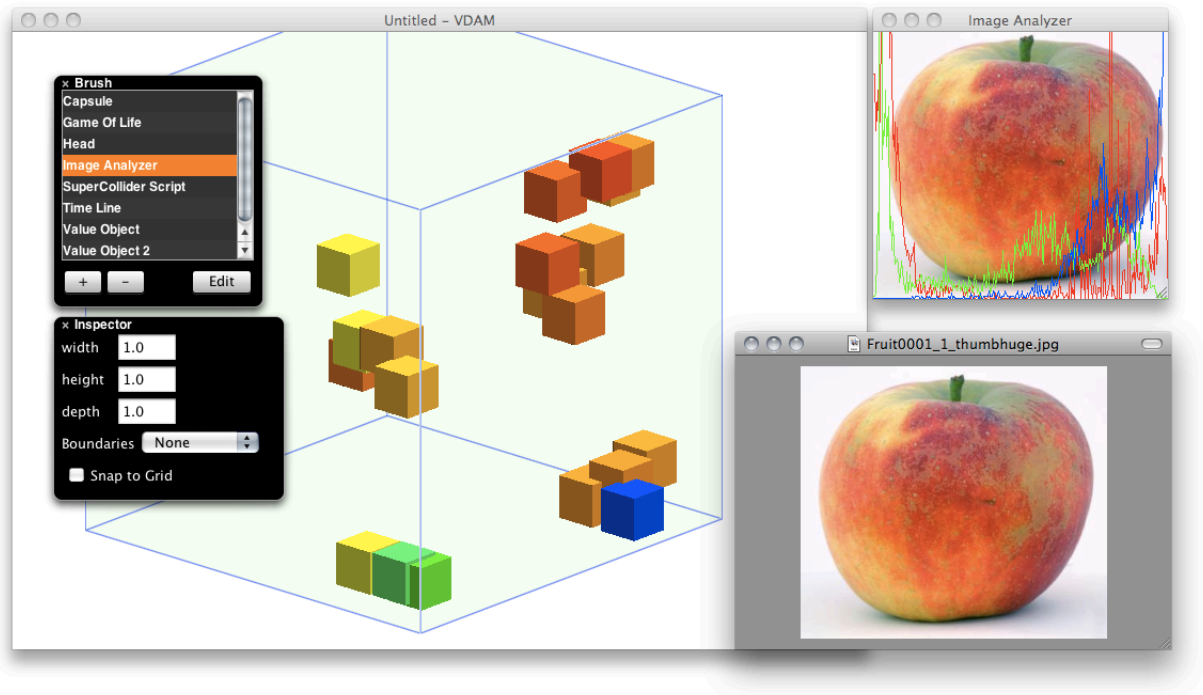 Untitled – VDAM
Image Analyzer
× Brush
Capsule
Game Of Life
Head
Image Analyzer
SuperCollider Script
Time Line
Value Object
Value Object 2
+ - Edit
× Inspector
width 1.0
height 1.0
depth 1.0
Boundaries None
Snap to Grid
Fruit0001_1_thumbhuge.jpg